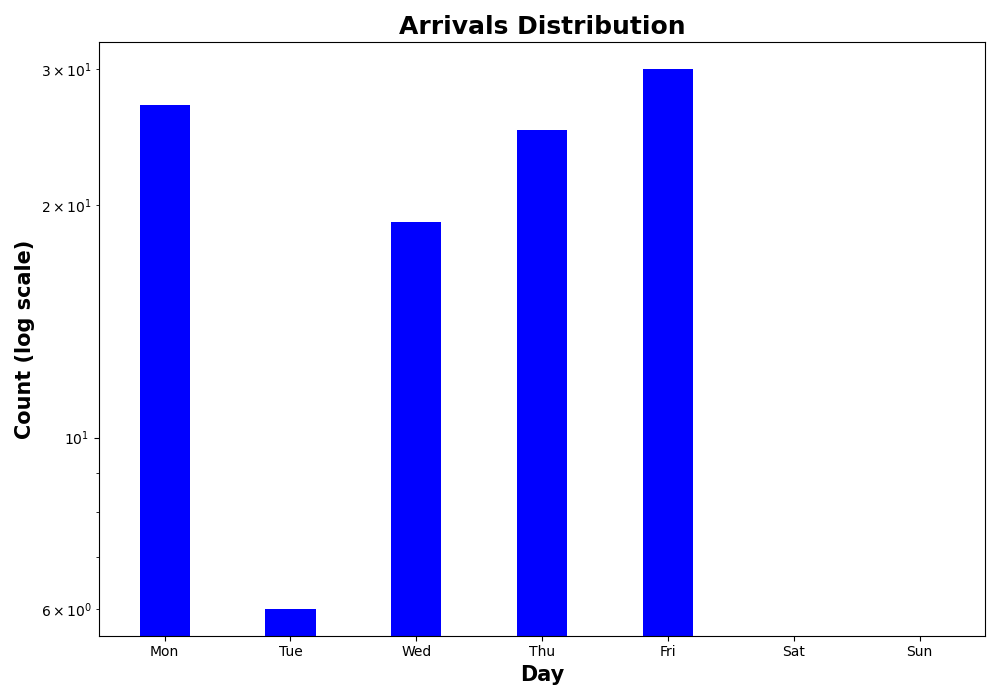 Arrivals Distribution
3 × 10¹
2 × 10¹
10¹
6 × 10⁰
Count (log scale)
Mon Tue Wed Thu Fri Sat Sun
Day